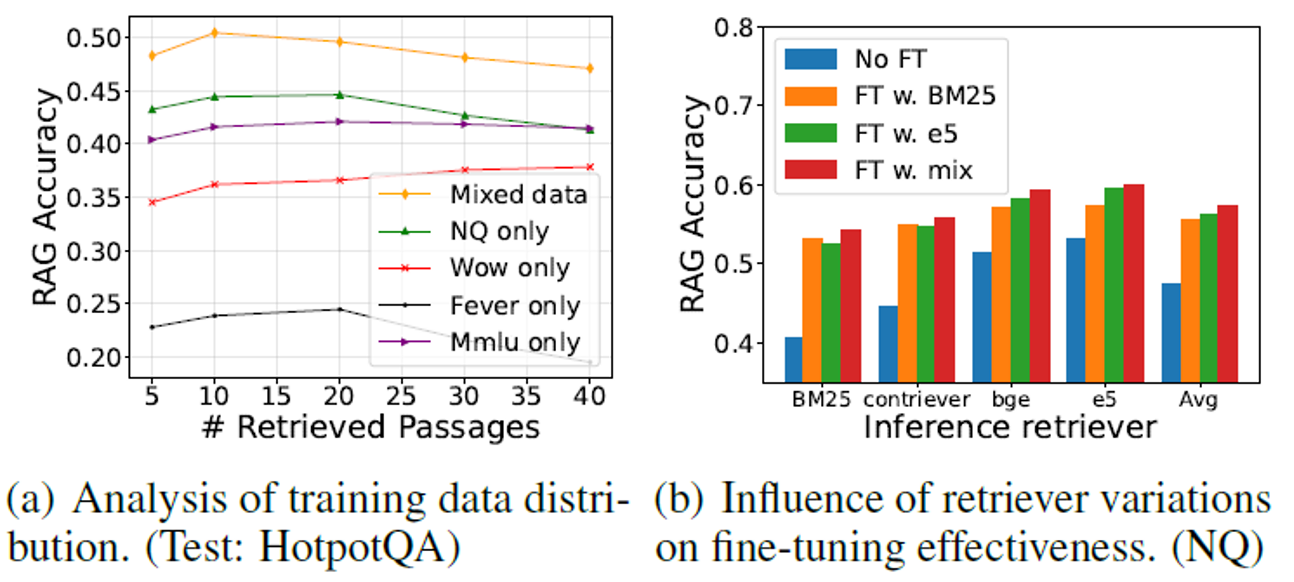 RAG Accuracy
0.50
0.45
0.40
0.35
0.30
0.25
0.20
Mixed data
NQ only
Wow only
Fever only
Mmlu only
5 10 15 20 25 30 35 40
# Retrieved Passages
(a) Analysis of training data distri-
bution. (Test: HotpotQA)
RAG Accuracy
0.8
0.7
0.6
0.5
0.4
No FT
FT w. BM25
FT w. e5
FT w. mix
BM25 contriever bge e5 Avg
Inference retriever
(b) Influence of retriever variations
on fine-tuning effectiveness. (NQ)